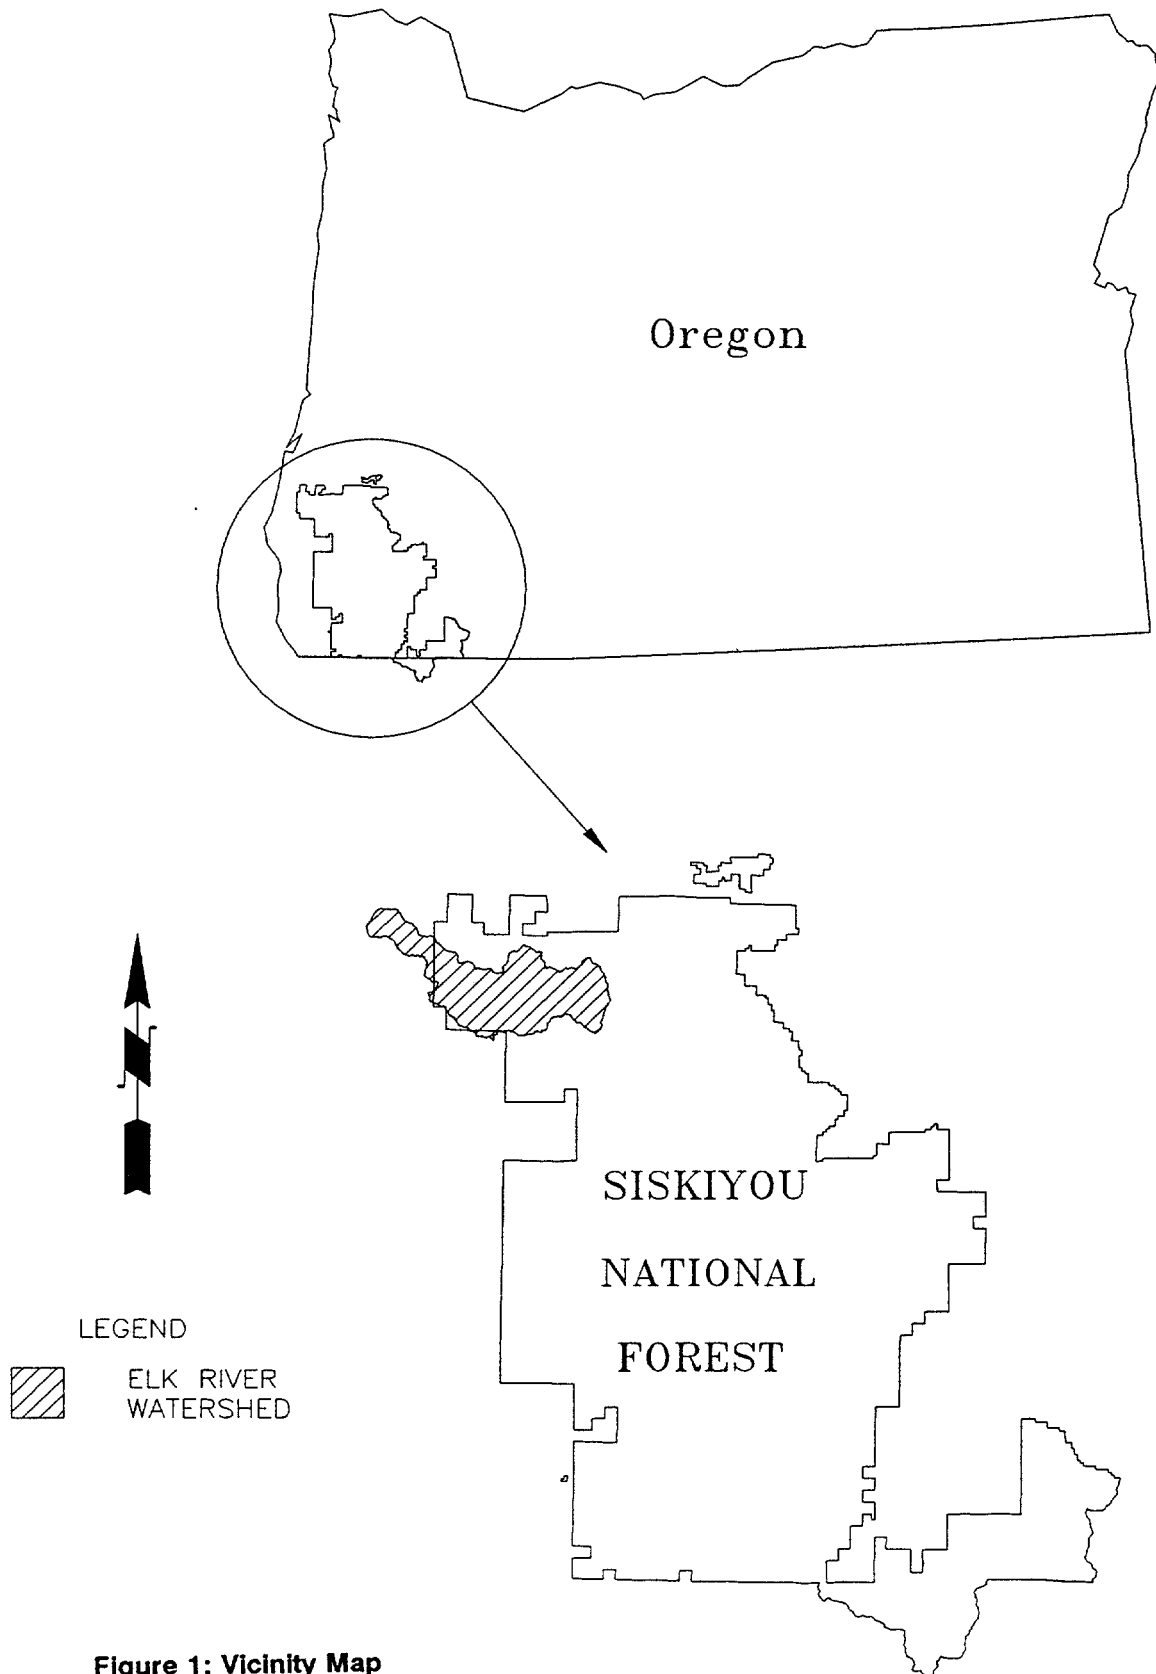 Oregon
SISKIYOU
NATIONAL
FOREST
LEGEND
ELK RIVER
WATERSHED
Figure 1: Vicinity Map